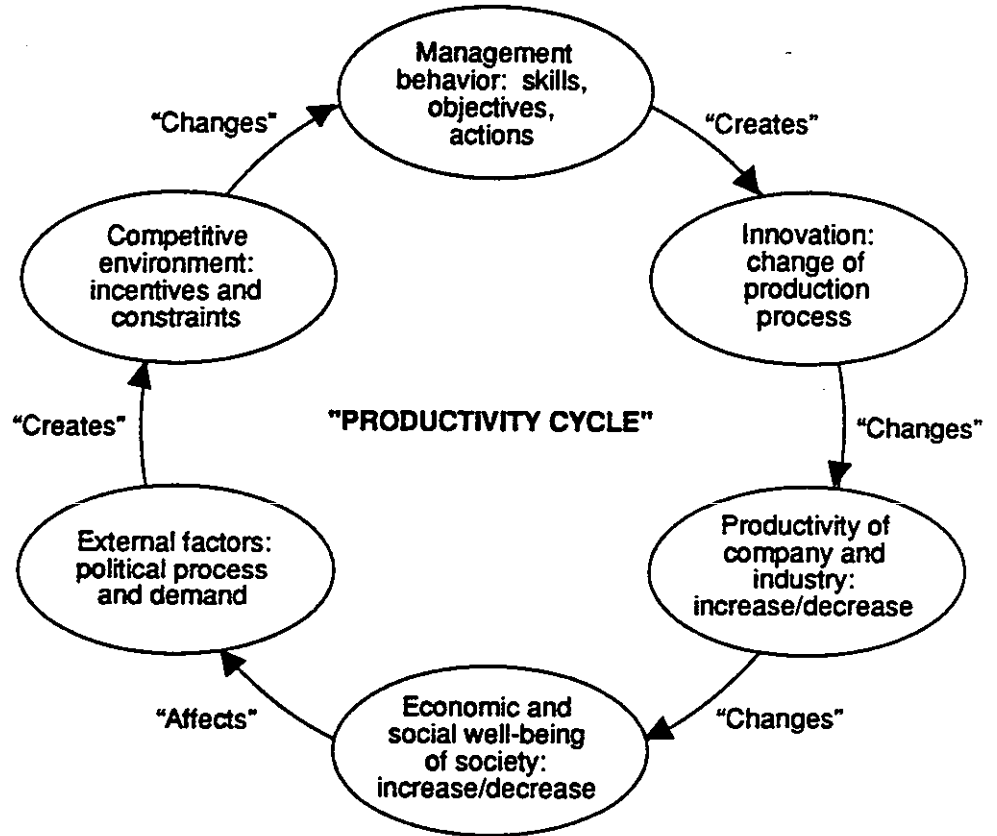 Management
behavior: skills,
objectives,
actions
"Changes"
"Creates"
Competitive
environment:
incentives and
constraints
Innovation:
change of
production
process
"Creates"
"PRODUCTIVITY CYCLE"
"Changes"
External factors:
political process
and demand
Productivity of
company and
industry:
increase/decrease
"Affects"
Economic and
social well-being
of society:
increase/decrease
"Changes"